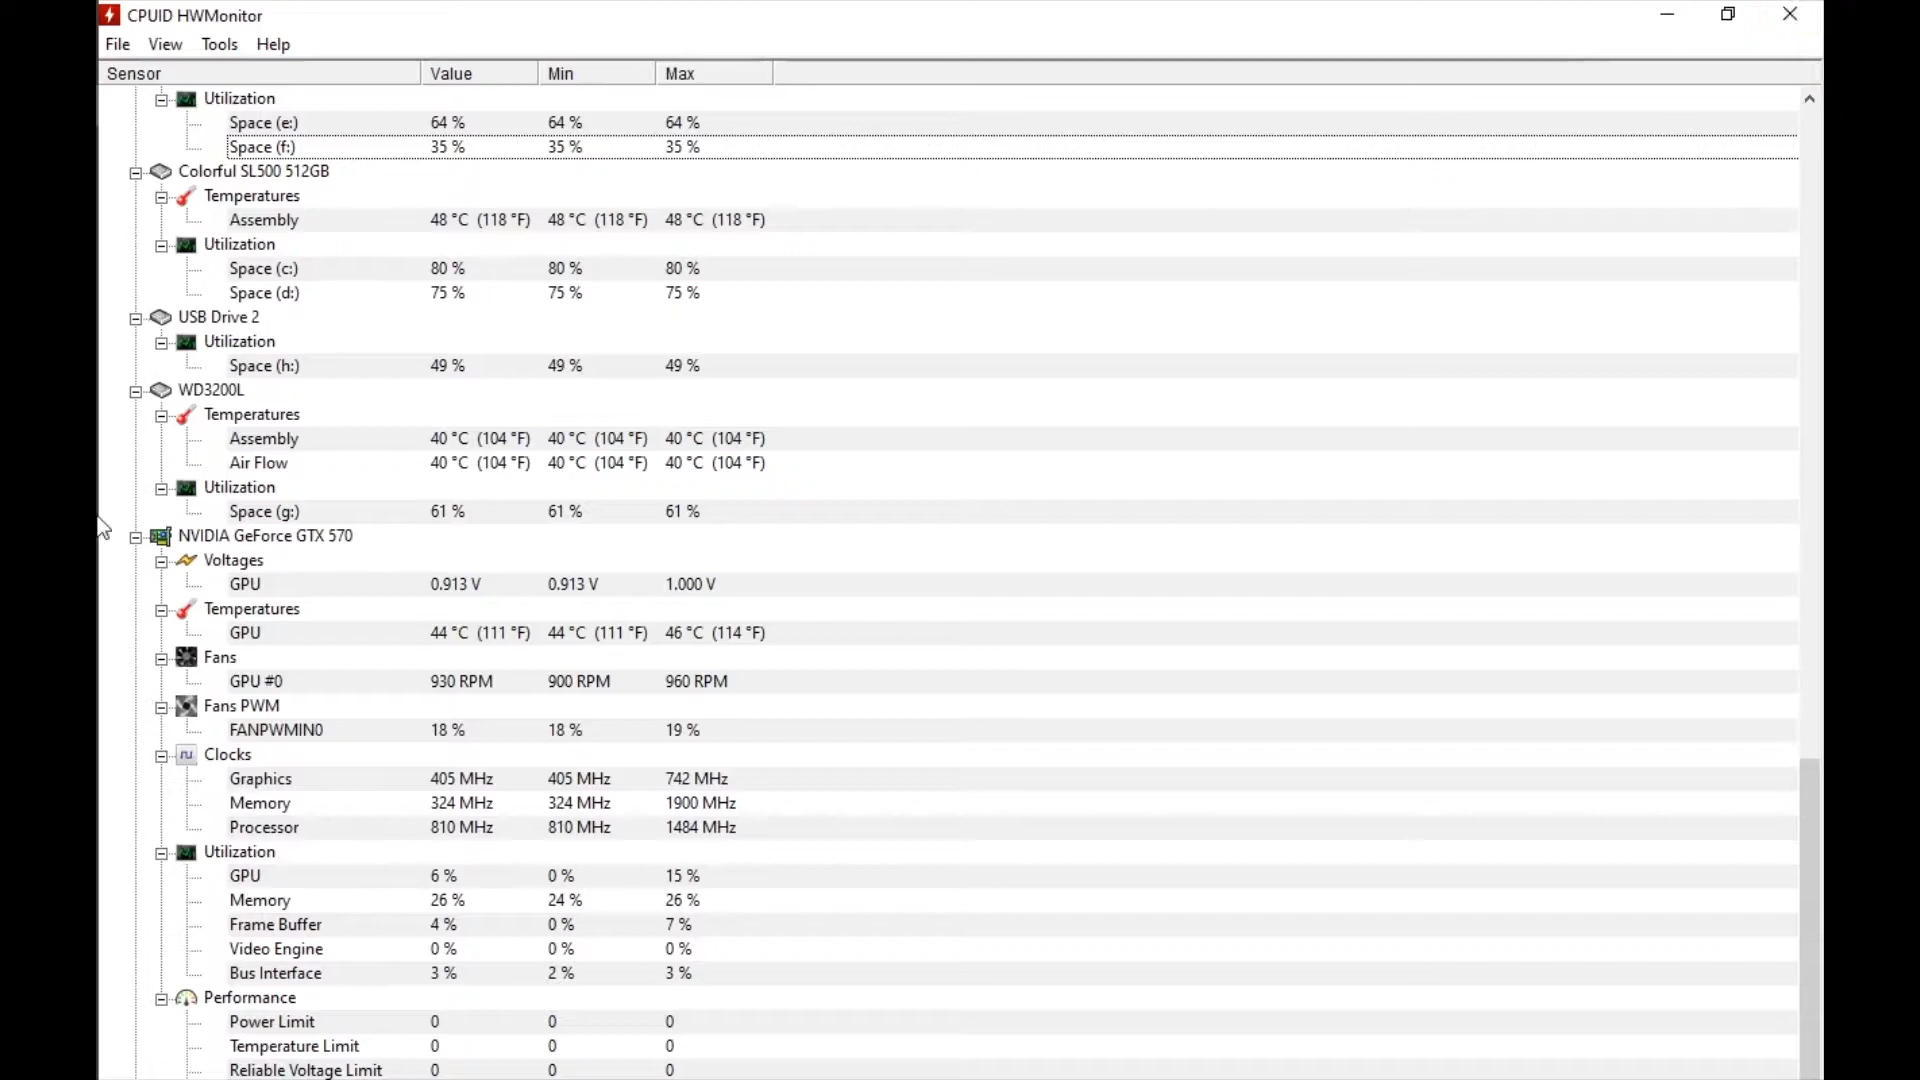 CPUID HWMonitor
File View Tools Help
Sensor Value Min Max
Utilization
Space (e:) 64 % 64 % 64 %
Space (f:) 35 % 35 % 35 %
Colorful SL500 512GB
Temperatures
Assembly 48 °C (118 °F) 48 °C (118 °F) 48 °C (118 °F)
Utilization
Space (c:) 80 % 80 % 80 %
Space (d:) 75 % 75 % 75 %
USB Drive 2
Utilization
Space (h:) 49 % 49 % 49 %
WD3200L
Temperatures
Assembly 40 °C (104 °F) 40 °C (104 °F) 40 °C (104 °F)
Air Flow 40 °C (104 °F) 40 °C (104 °F) 40 °C (104 °F)
Utilization
Space (g:) 61 % 61 % 61 %
NVIDIA GeForce GTX 570
Voltages
GPU 0.913 V 0.913 V 1.000 V
Temperatures
GPU 44 °C (111 °F) 44 °C (111 °F) 46 °C (114 °F)
Fans
GPU #0 930 RPM 900 RPM 960 RPM
Fans PWM
FANPWMIN0 18 % 18 % 19 %
Clocks
Graphics 405 MHz 405 MHz 742 MHz
Memory 324 MHz 324 MHz 1900 MHz
Processor 810 MHz 810 MHz 1484 MHz
Utilization
GPU 6 % 0 % 15 %
Memory 26 % 24 % 26 %
Frame Buffer 4 % 0 % 7 %
Video Engine 0 % 0 % 0 %
Bus Interface 3 % 2 % 3 %
Performance
Power Limit 0 0 0
Temperature Limit 0 0 0
Reliable Voltage Limit 0 0 0